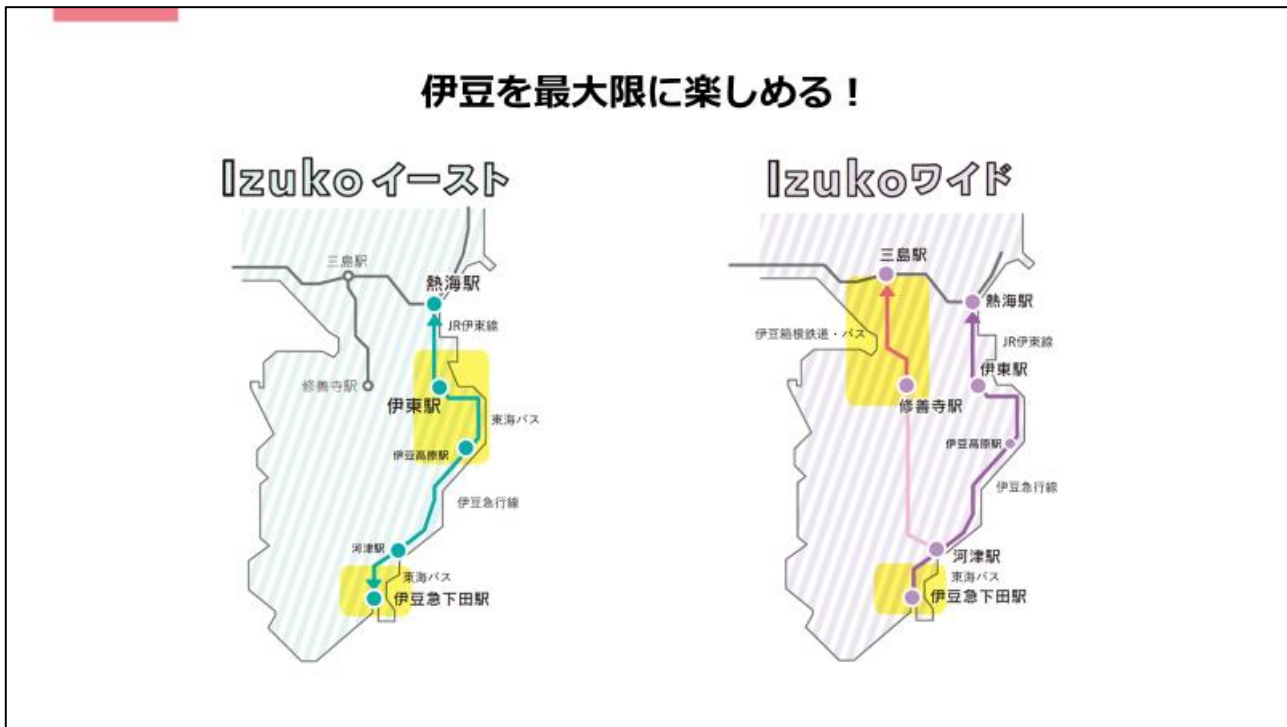 伊豆を最大限に楽しめる！
Izuko イースト
三島駅
熱海駅
JR伊東線
修善寺駅
伊東駅
東海バス
伊豆高原駅
伊豆急行線
河津駅
東海バス
伊豆急下田駅
Izukoワイド
三島駅
熱海駅
伊豆箱根鉄道・バス
JR伊東線
伊東駅
修善寺駅
伊豆高原駅
伊豆急行線
河津駅
東海バス
伊豆急下田駅